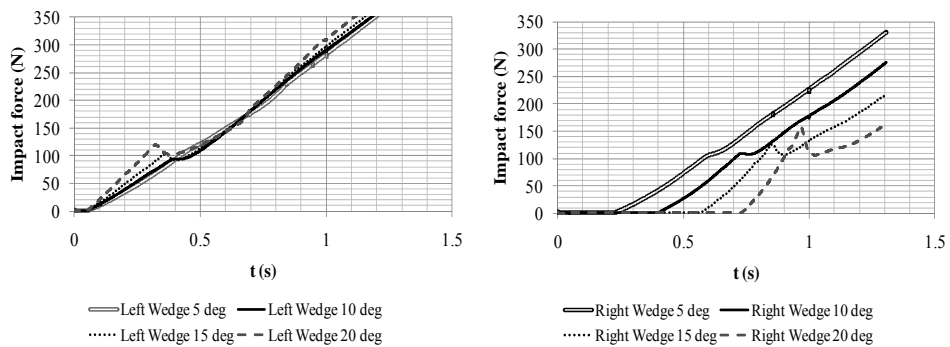 350
300
250
200
150
100
50
0
Impact force (N)
0
0.5
1
1.5
t (s)
Left Wedge 5 deg
Left Wedge 10 deg
Left Wedge 15 deg
Left Wedge 20 deg
350
300
250
200
150
100
50
0
Impact force (N)
0
0.5
1
1.5
t (s)
Right Wedge 5 deg
Right Wedge 10 deg
Right Wedge 15 deg
Right Wedge 20 deg